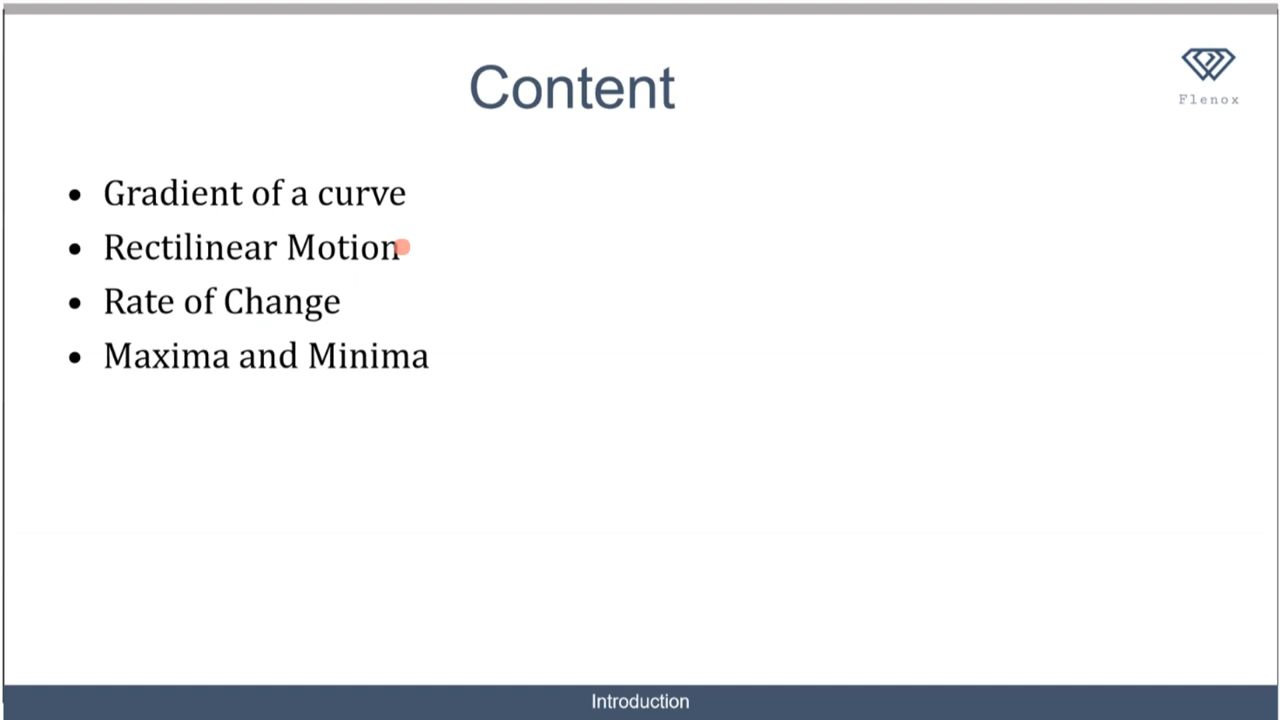 Content
Flenox
• Gradient of a curve
• Rectilinear Motion
• Rate of Change
• Maxima and Minima
Introduction